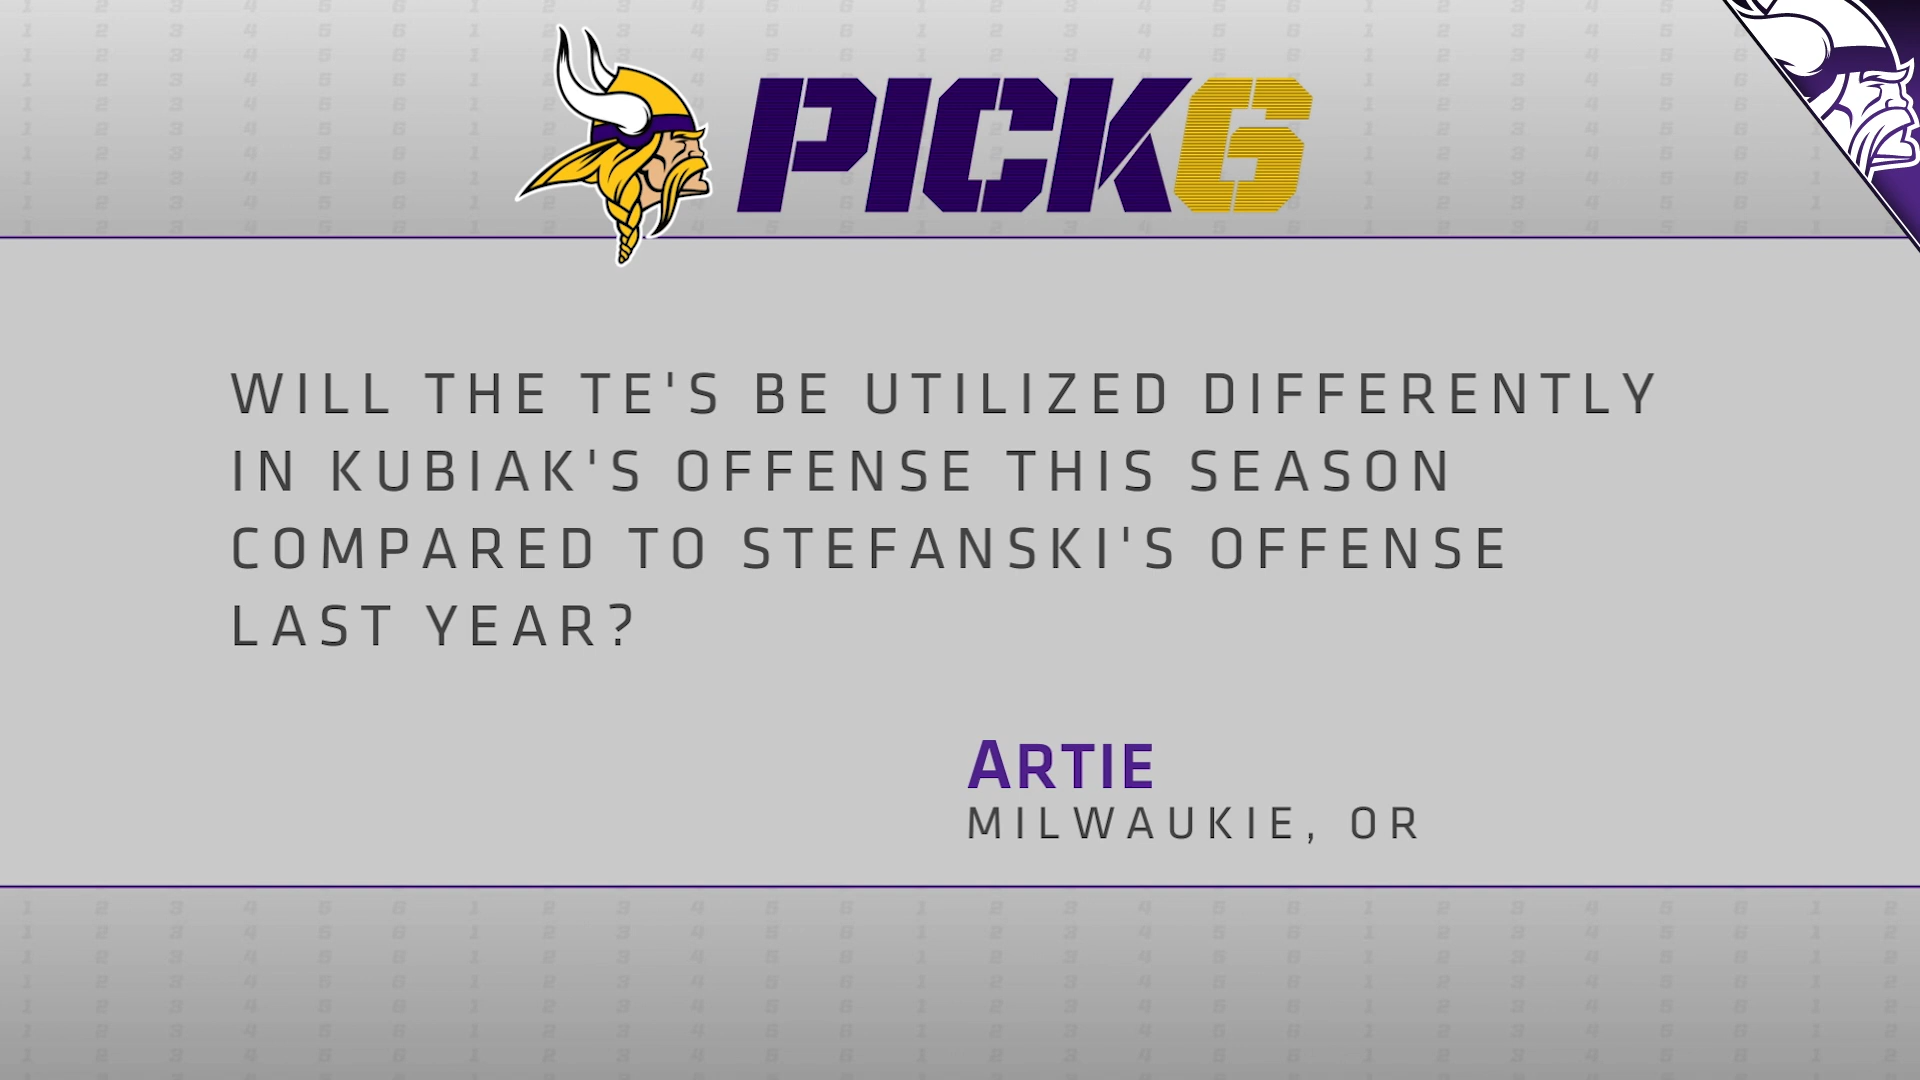 PICK6
WILL THE TE'S BE UTILIZED DIFFERENTLY
IN KUBIAK'S OFFENSE THIS SEASON
COMPARED TO STEFANSKI'S OFFENSE
LAST YEAR?
ARTIE
MILWAUKIE, OR